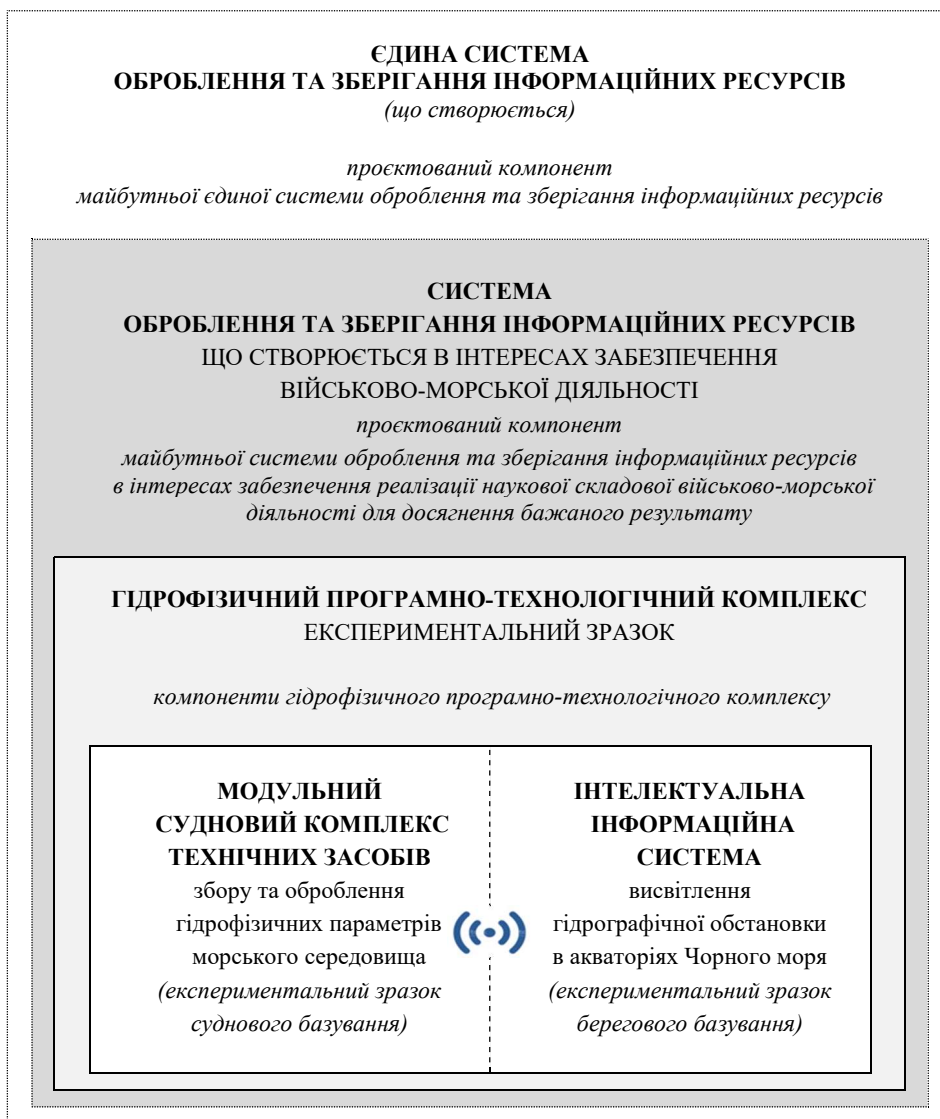 ЄДИНА СИСТЕМА
ОБРОБЛЕННЯ ТА ЗБЕРІГАННЯ ІНФОРМАЦІЙНИХ РЕСУРСІВ
(що створюється)
проєктований компонент
майбутньої єдиної системи оброблення та зберігання інформаційних ресурсів
СИСТЕМА
ОБРОБЛЕННЯ ТА ЗБЕРІГАННЯ ІНФОРМАЦІЙНИХ РЕСУРСІВ
ЩО СТВОРЮЄТЬСЯ В ІНТЕРЕСАХ ЗАБЕЗПЕЧЕННЯ
ВІЙСЬКОВО-МОРСЬКОЇ ДІЯЛЬНОСТІ
проєктований компонент
майбутньої системи оброблення та зберігання інформаційних ресурсів
в інтересах забезпечення реалізації наукової складової військово-морської
діяльності для досягнення бажаного результату
ГІДРОФІЗИЧНИЙ ПРОГРАМНО-ТЕХНОЛОГІЧНИЙ КОМПЛЕКС
ЕКСПЕРИМЕНТАЛЬНИЙ ЗРАЗОК
компоненти гідрофізичного програмно-технологічного комплексу
МОДУЛЬНИЙ
СУДНОВИЙ КОМПЛЕКС
ТЕХНІЧНИХ ЗАСОБІВ
збору та оброблення
гідрофізичних параметрів
морського середовища
(експериментальний зразок
суднового базування)
ІНТЕЛЕКТУАЛЬНА
ІНФОРМАЦІЙНА
СИСТЕМА
висвітлення
гідрографічної обстановки
в акваторіях Чорного моря
(експериментальний зразок
берегового базування)